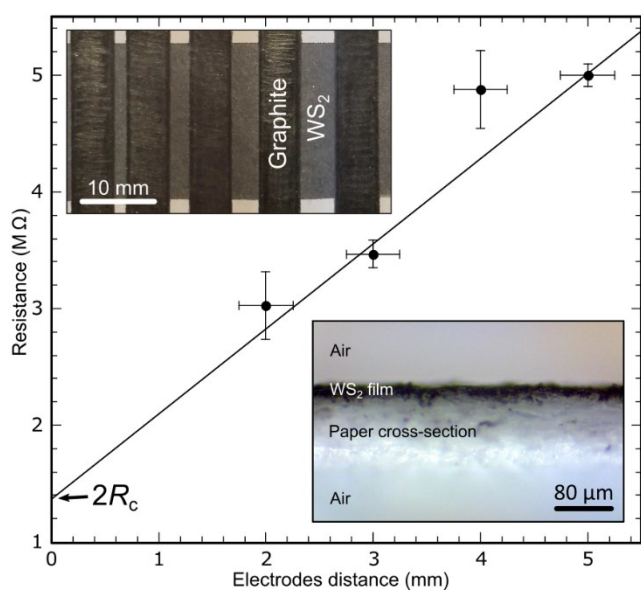 5
4
3
2
1
Resistance (MΩ)
Graphite
WS₂
10 mm
2Rc
Air
WS₂ film
Paper cross-section
Air
80 µm
0 1 2 3 4 5
Electrodes distance (mm)